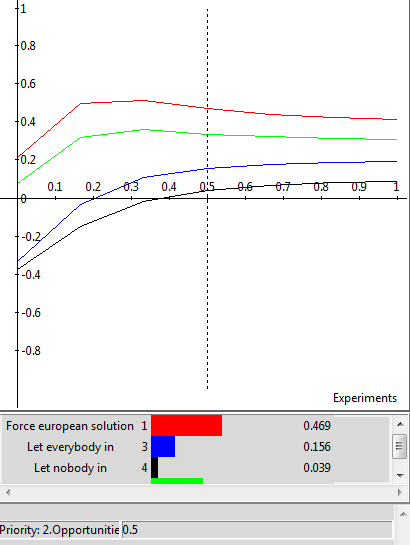 1
0.8
0.6
0.4
0.2
0.1 0.2 0.3 0.4 0.5 0.6 0.7 0.8 0.9 1
0
-0.2
-0.4
-0.6
-0.8
Experiments
Force european solution 1 0.469
Let everybody in 3 0.156
Let nobody in 4 0.039
Priority: 2.Opportunitie 0.5